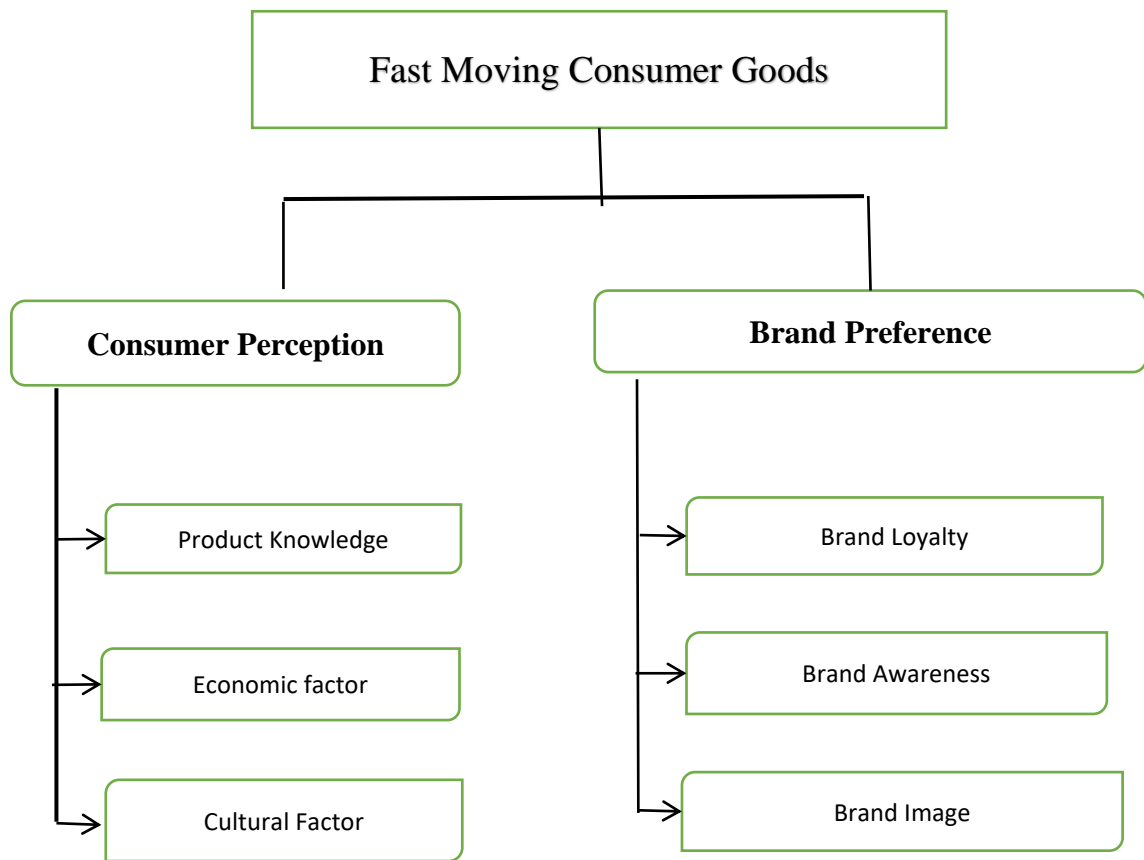 Fast Moving Consumer Goods
Consumer Perception
Brand Preference
Product Knowledge
Brand Loyalty
Economic factor
Brand Awareness
Cultural Factor
Brand Image